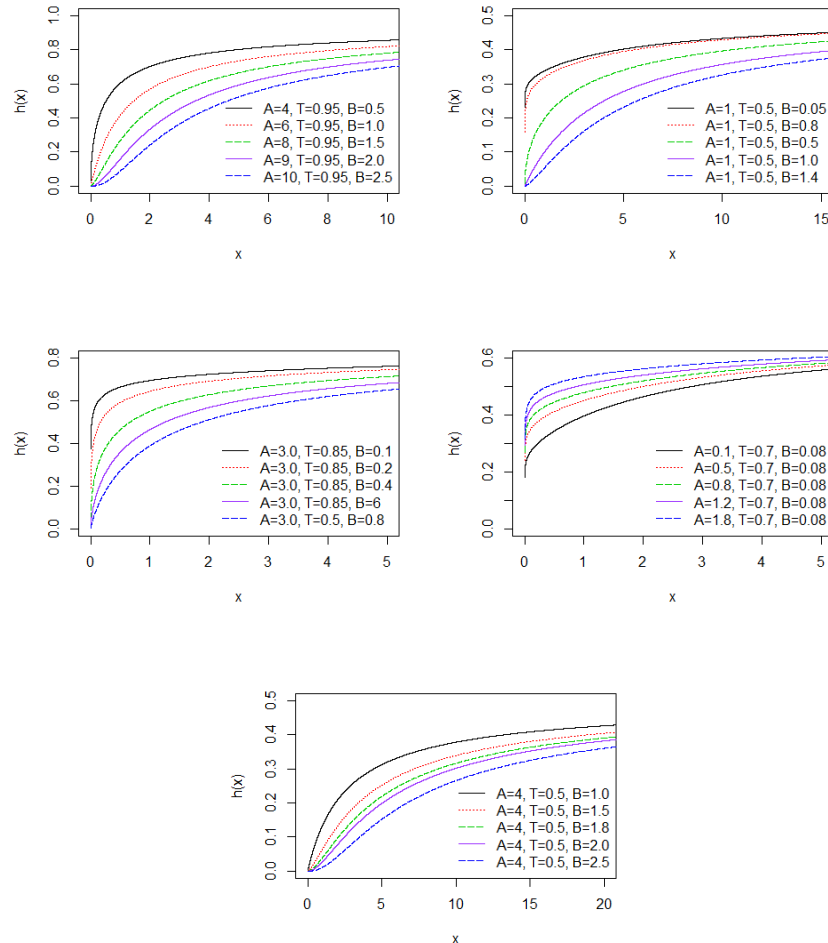 1.0
0.8
0.6
0.4
0.2
0.0
h(x)
A=4, T=0.95, B=0.5
A=6, T=0.95, B=1.0
A=8, T=0.95, B=1.5
A=9, T=0.95, B=2.0
A=10, T=0.95, B=2.5
0 2 4 6 8 10
x
0.5
0.4
0.3
0.2
0.1
0.0
h(x)
A=1, T=0.5, B=0.05
A=1, T=0.5, B=0.8
A=1, T=0.5, B=0.5
A=1, T=0.5, B=1.0
A=1, T=0.5, B=1.4
0 5 10 15
x
0.8
0.6
0.4
0.2
0.0
h(x)
A=3.0, T=0.85, B=0.1
A=3.0, T=0.85, B=0.2
A=3.0, T=0.85, B=0.4
A=3.0, T=0.85, B=6
A=3.0, T=0.5, B=0.8
0 1 2 3 4 5
x
0.6
0.4
0.2
0.0
h(x)
A=0.1, T=0.7, B=0.08
A=0.5, T=0.7, B=0.08
A=0.8, T=0.7, B=0.08
A=1.2, T=0.7, B=0.08
A=1.8, T=0.7, B=0.08
0 1 2 3 4 5
x
0.5
0.4
0.3
0.2
0.1
0.0
h(x)
A=4, T=0.5, B=1.0
A=4, T=0.5, B=1.5
A=4, T=0.5, B=1.8
A=4, T=0.5, B=2.0
A=4, T=0.5, B=2.5
0 5 10 15 20
x